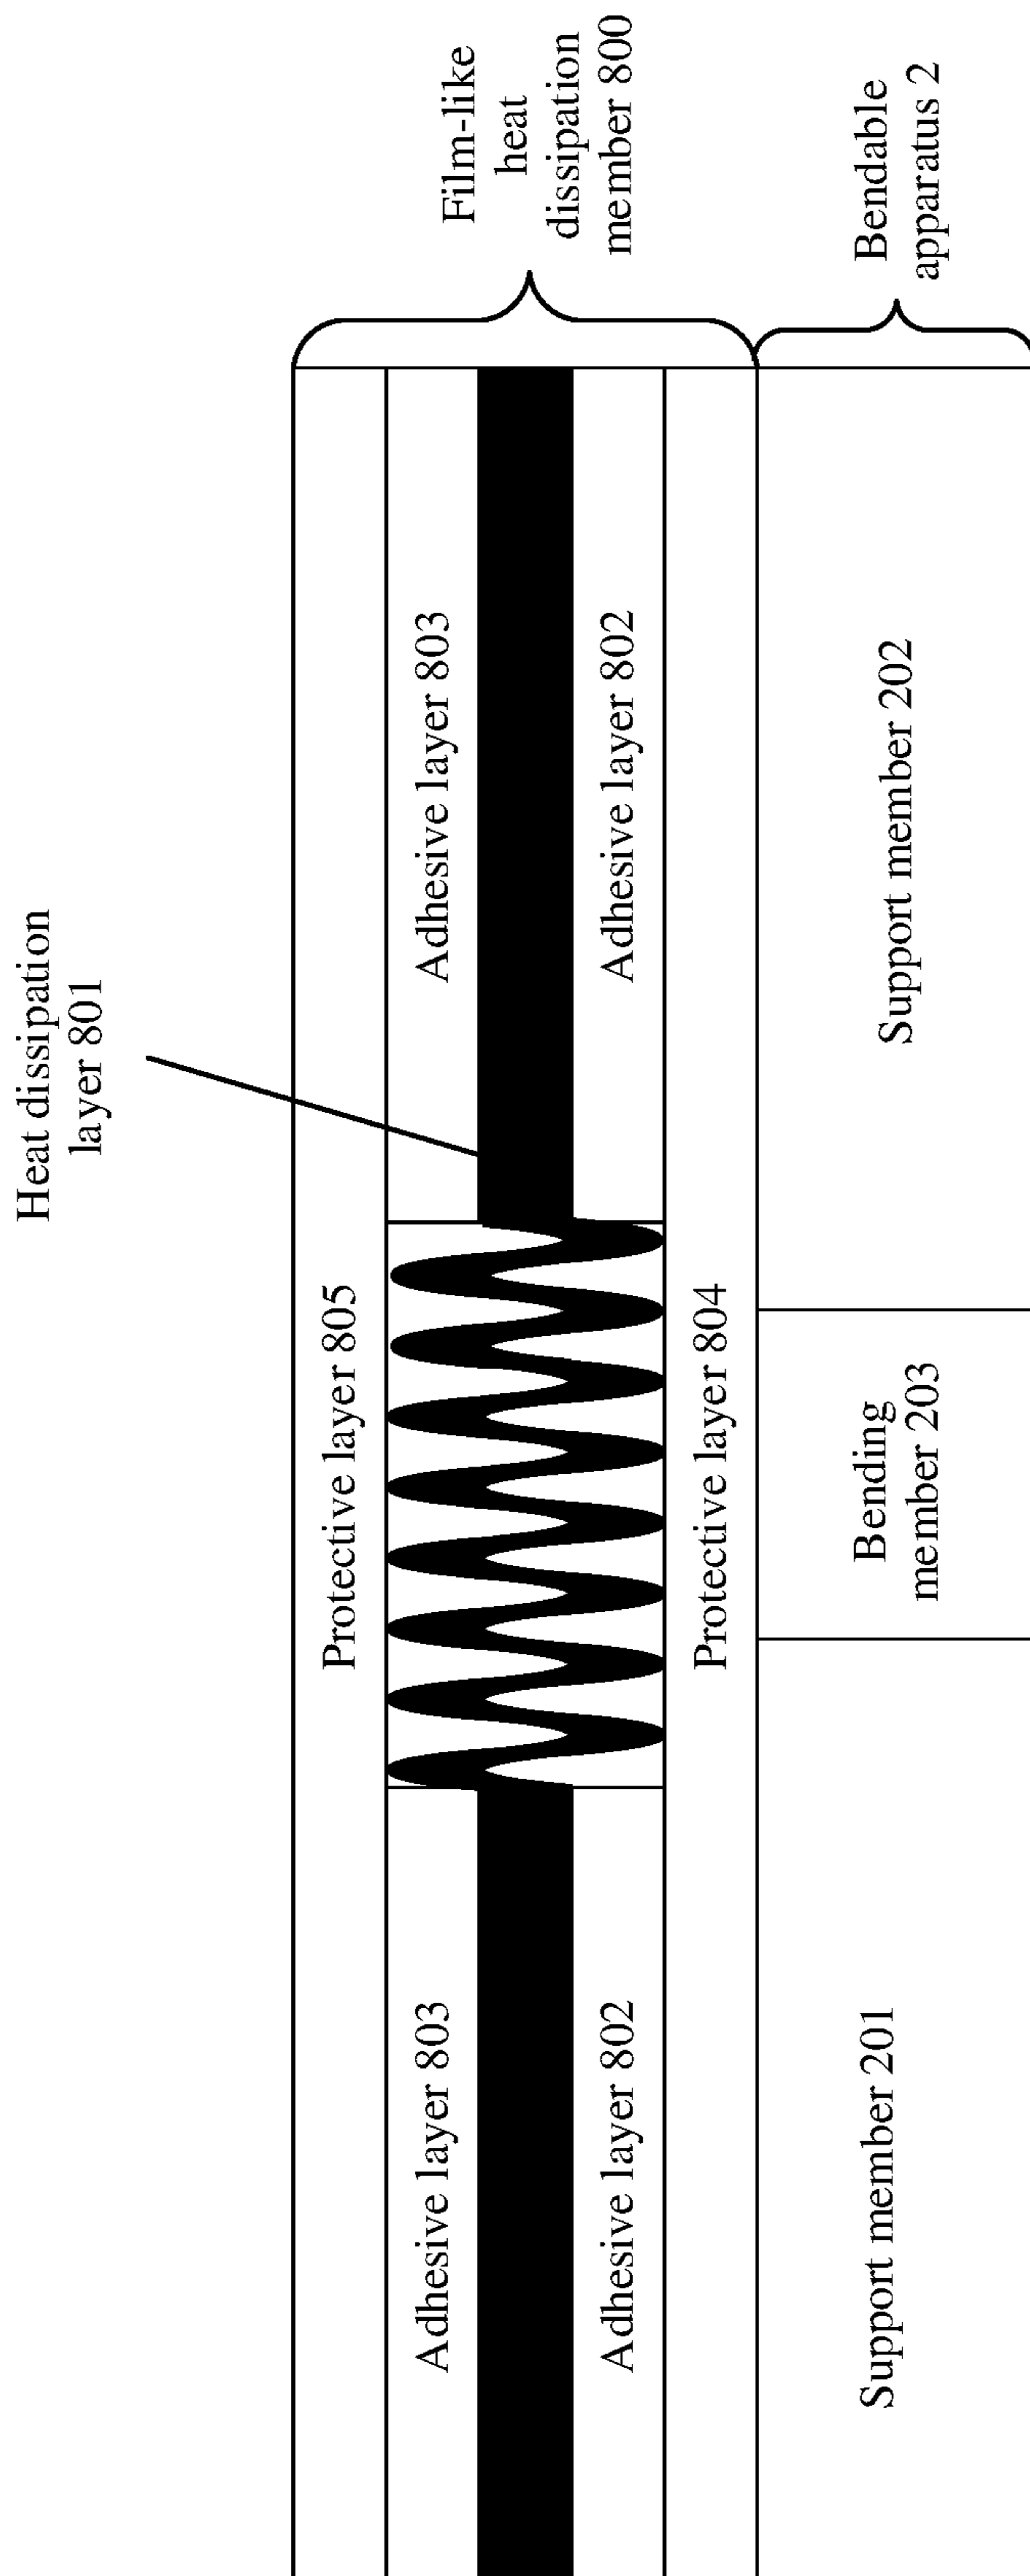 Heat dissipation
layer 801
Film-like
heat
dissipation
member 800
Protective layer 805
Adhesive layer 803
Adhesive layer 803
Adhesive layer 802
Adhesive layer 802
Protective layer 804
Bendable
apparatus 2
Support member 201
Bending
member 203
Support member 202